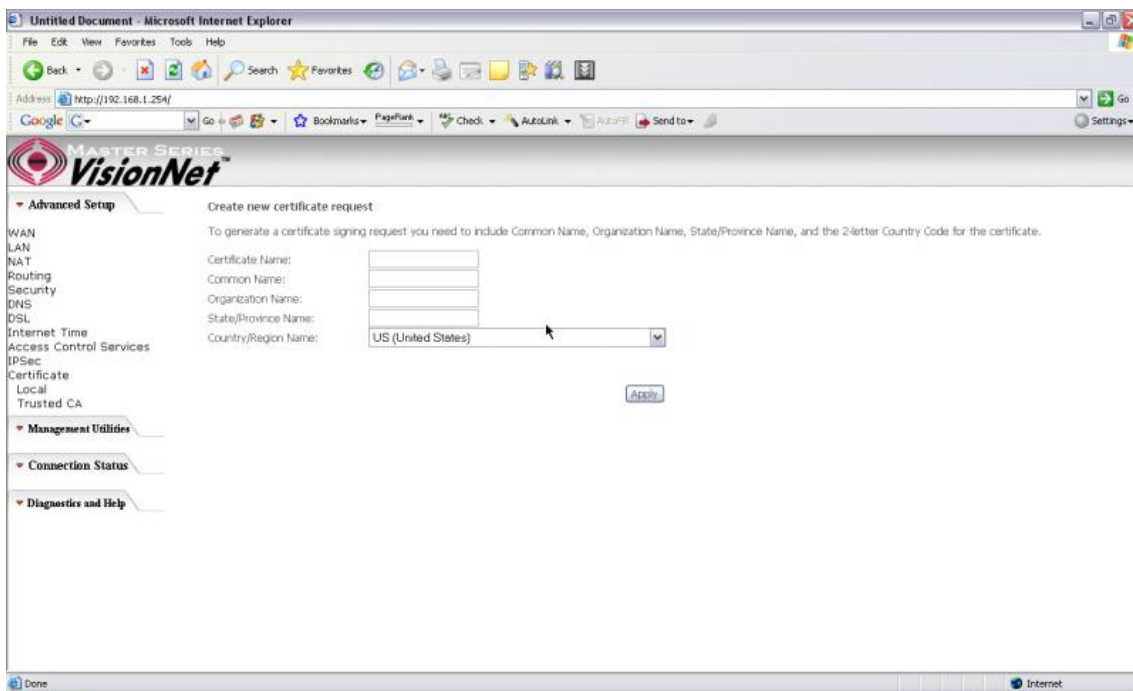 Untitled Document - Microsoft Internet Explorer
File Edit View Favorites Tools Help
Back Search Favorites
Address http://192.168.1.254/ Go
Google G Go Bookmarks PageRank Check AutoLink AutoFill Send to Settings
MASTER SERIES
VisionNet™
Advanced Setup
WAN
LAN
NAT
Routing
Security
DNS
DSL
Internet Time
Access Control Services
IPSec
Certificate
Local
Trusted CA
Management Utilities
Connection Status
Diagnostics and Help
Create new certificate request
To generate a certificate signing request you need to include Common Name, Organization Name, State/Province Name, and the 2-letter Country Code for the certificate.
Certificate Name:
Common Name:
Organization Name:
State/Province Name:
Country/Region Name: US (United States)
Apply
Done Internet